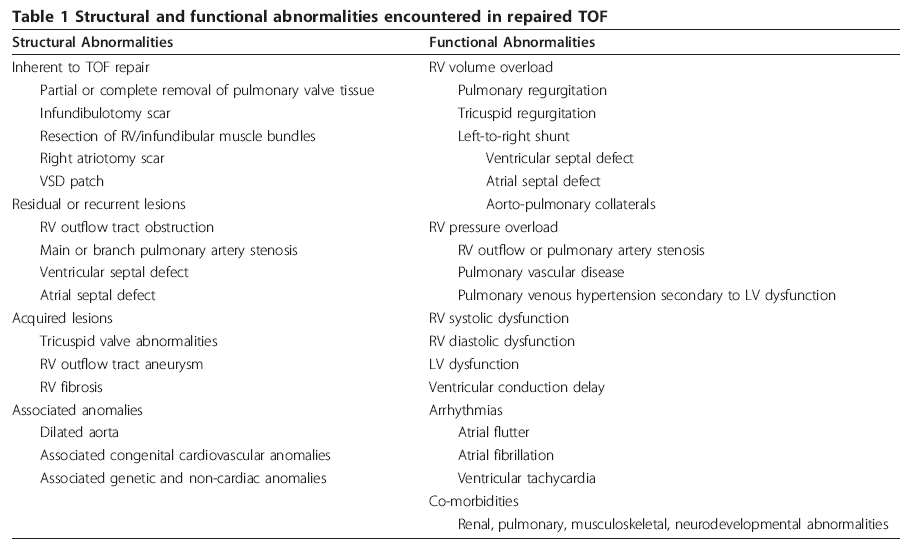 Table 1 Structural and functional abnormalities encountered in repaired TOF
Structural Abnormalities
Functional Abnormalities
Inherent to TOF repair
Partial or complete removal of pulmonary valve tissue
Infundibulotomy scar
Resection of RV/infundibular muscle bundles
Right atriotomy scar
VSD patch
Residual or recurrent lesions
RV outflow tract obstruction
Main or branch pulmonary artery stenosis
Ventricular septal defect
Atrial septal defect
Acquired lesions
Tricuspid valve abnormalities
RV outflow tract aneurysm
RV fibrosis
Associated anomalies
Dilated aorta
Associated congenital cardiovascular anomalies
Associated genetic and non-cardiac anomalies
RV volume overload
Pulmonary regurgitation
Tricuspid regurgitation
Left-to-right shunt
Ventricular septal defect
Atrial septal defect
Aorto-pulmonary collaterals
RV pressure overload
RV outflow or pulmonary artery stenosis
Pulmonary vascular disease
Pulmonary venous hypertension secondary to LV dysfunction
RV systolic dysfunction
RV diastolic dysfunction
LV dysfunction
Ventricular conduction delay
Arrhythmias
Atrial flutter
Atrial fibrillation
Ventricular tachycardia
Co-morbidities
Renal, pulmonary, musculoskeletal, neurodevelopmental abnormalities